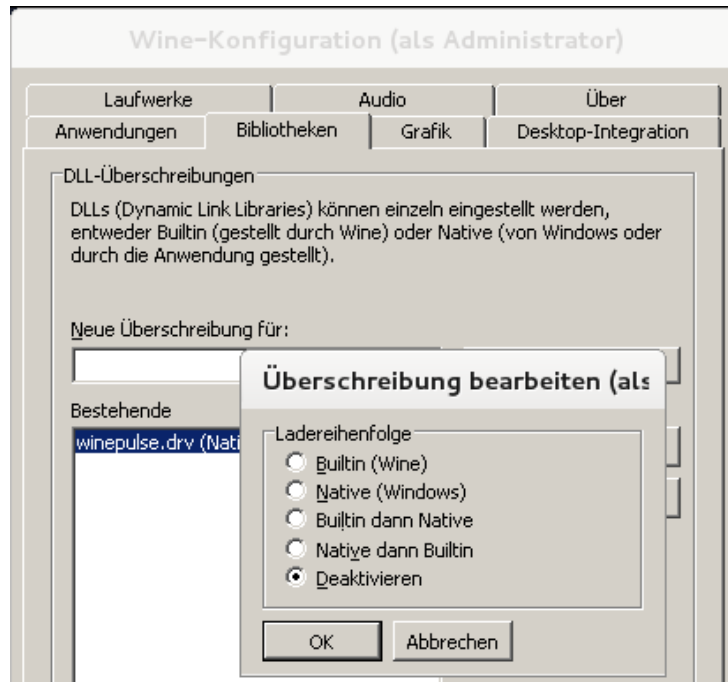 Wine-Konfiguration (als Administrator)
Laufwerke Audio Über
Anwendungen Bibliotheken Grafik Desktop-Integration
DLL-Überschreibungen
DLLs (Dynamic Link Libraries) können einzeln eingestellt werden,
entweder Builtin (gestellt durch Wine) oder Native (von Windows oder
durch die Anwendung gestellt).
Neue Überschreibung für:
Überschreibung bearbeiten (als
Bestehende
winepulse.drv (Nati
Ladereihenfolge
Builtin (Wine)
Native (Windows)
Builtin dann Native
Native dann Builtin
Deaktivieren
OK Abbrechen